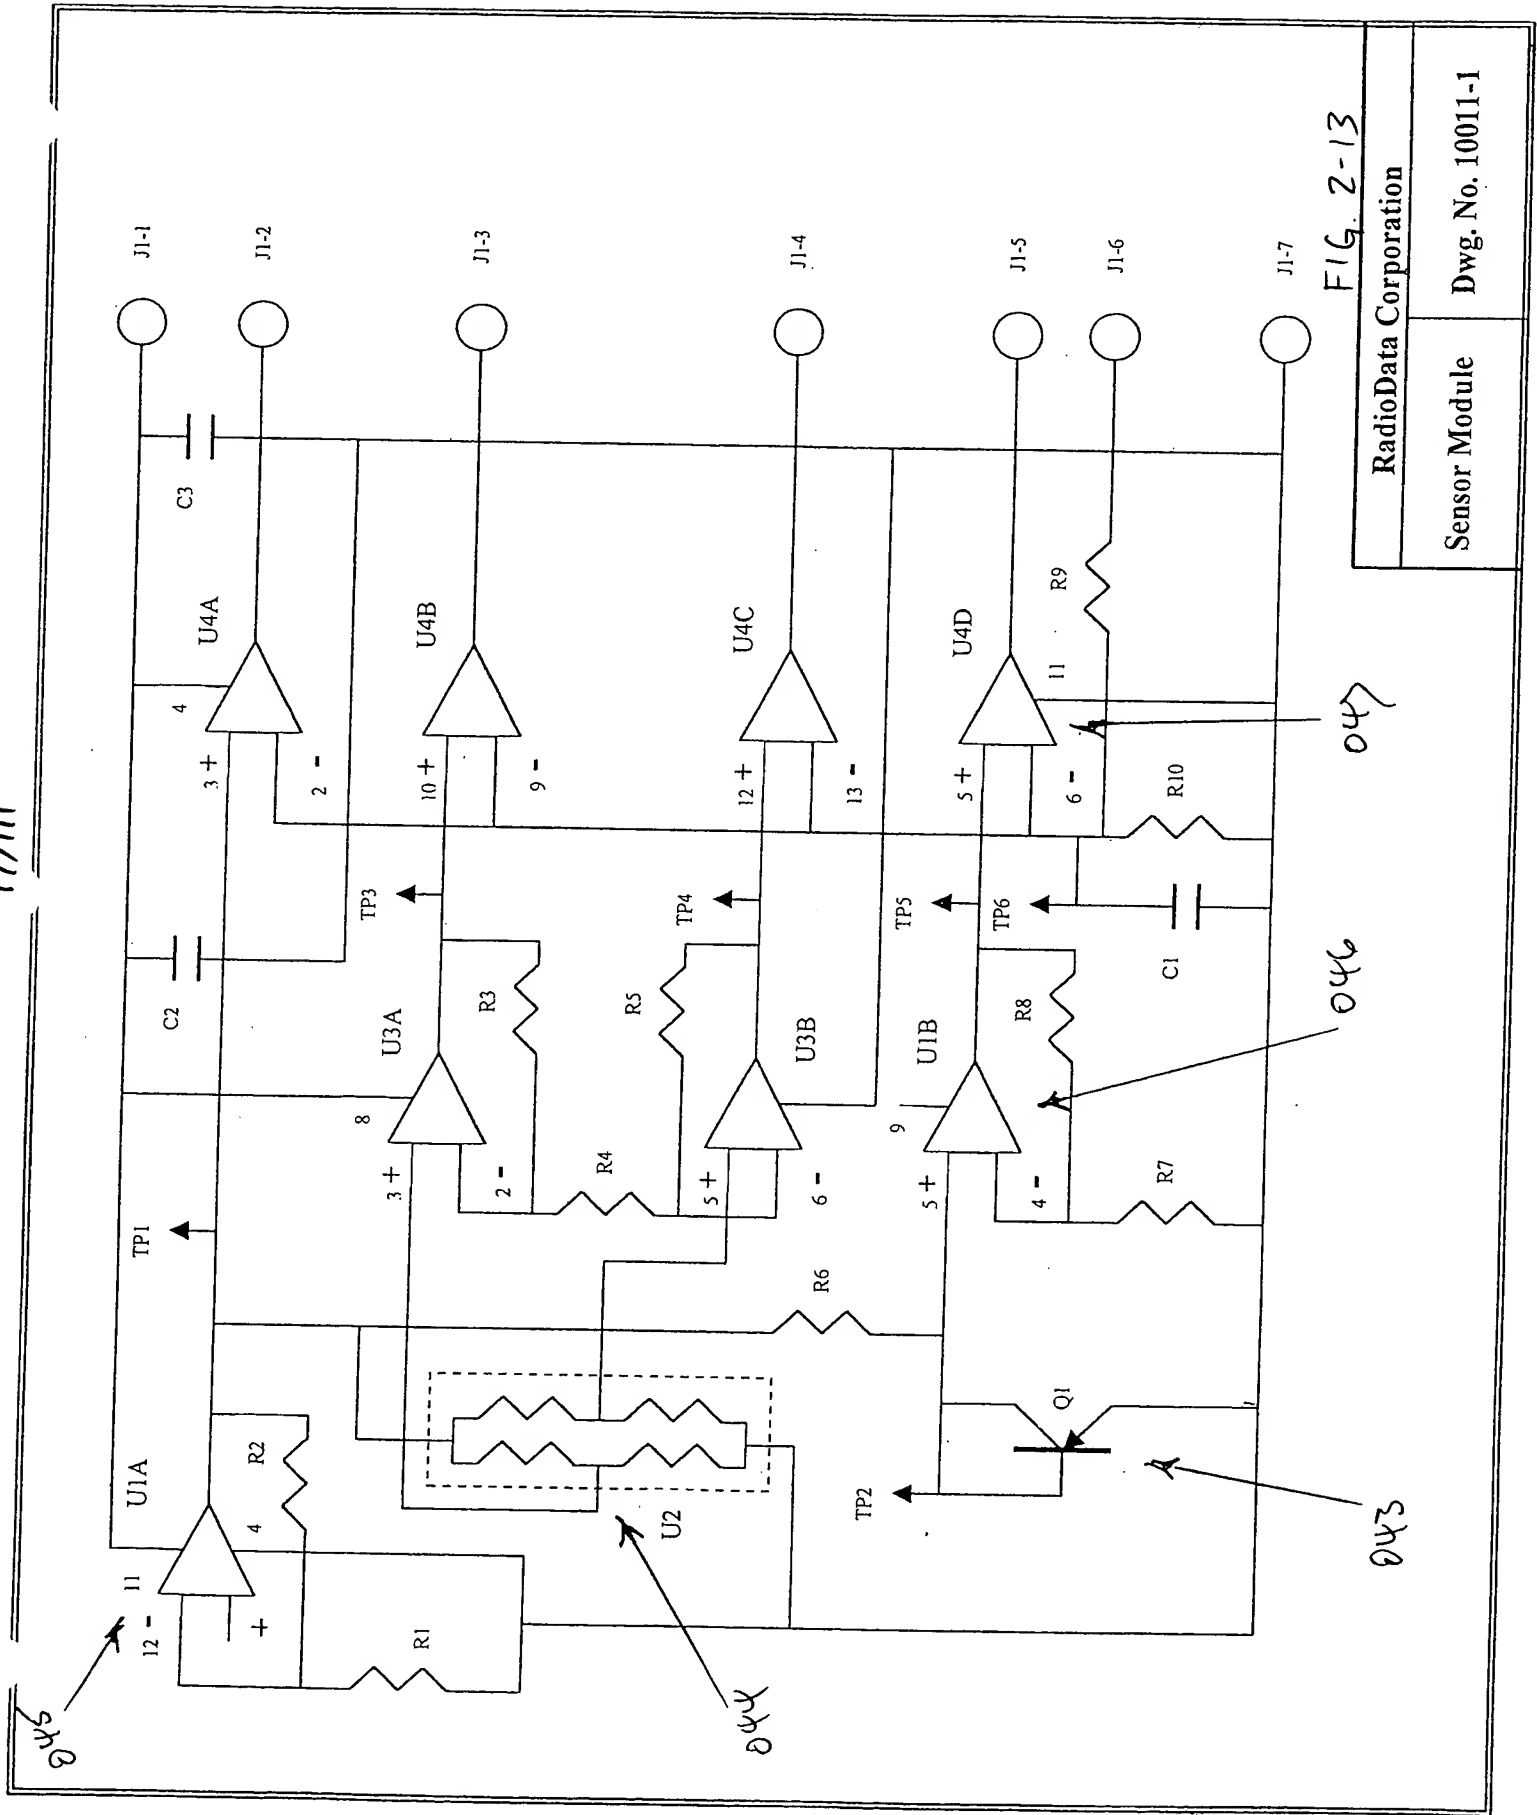 045
U1A
12 -
11
+
4
R2
R1
TP1
C2
C3
J1-1
U4A
4
3 +
2 -
J1-2
U3A
8
3 +
2 -
R3
TP3
U4B
10 +
9 -
J1-3
044
U2
R4
R5
5 +
6 -
U3B
TP4
U4C
12 +
13 -
J1-4
R6
U1B
9
5 +
4 -
R8
R7
TP5
TP6
U4D
5 +
6 -
11
J1-5
R9
J1-6
R10
C1
J1-7
TP2
Q1
043
046
047
FIG. 2-13
RadioData Corporation
Sensor Module
Dwg. No. 10011-1